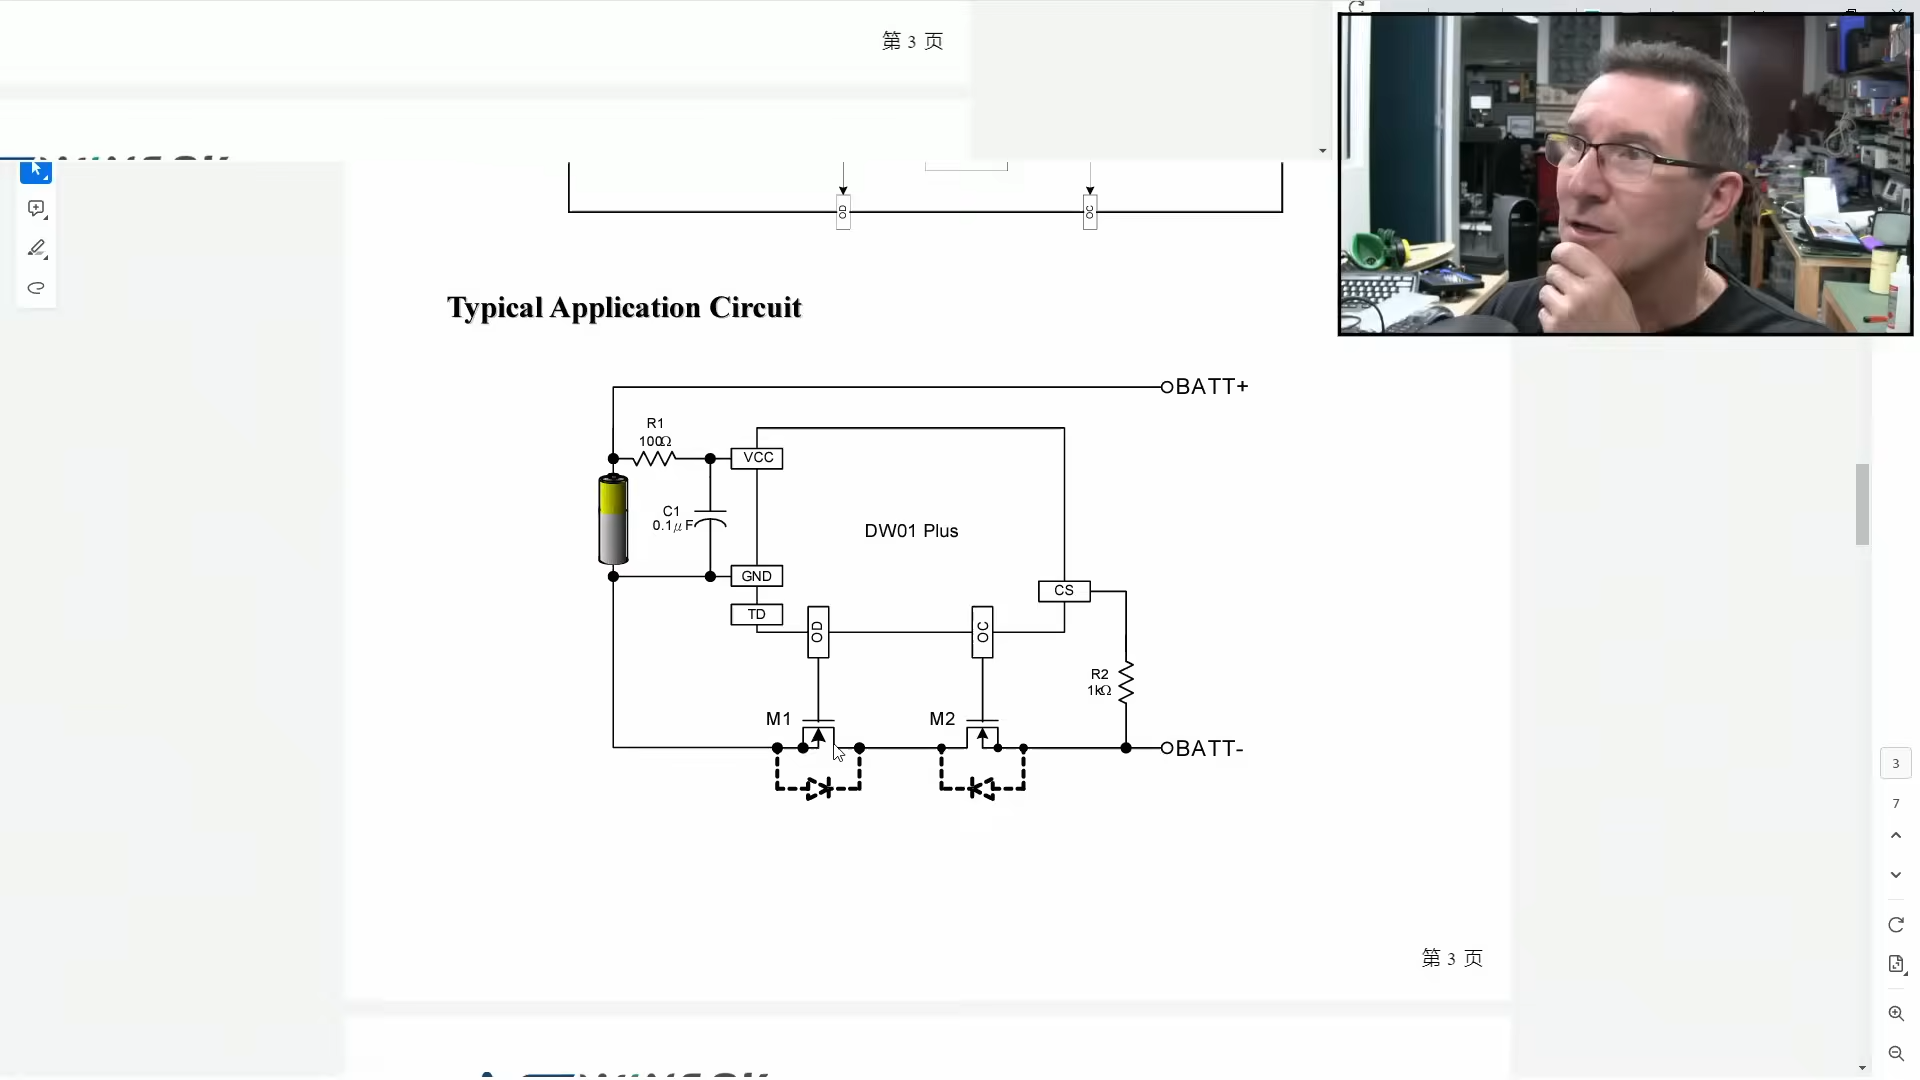 第 3 页
OD
OC
Typical Application Circuit
BATT+
R1
100Ω
VCC
C1
0.1μF
DW01 Plus
GND
CS
TD
OD
OC
R2
1kΩ
M1
M2
BATT-
3
7
第 3 页